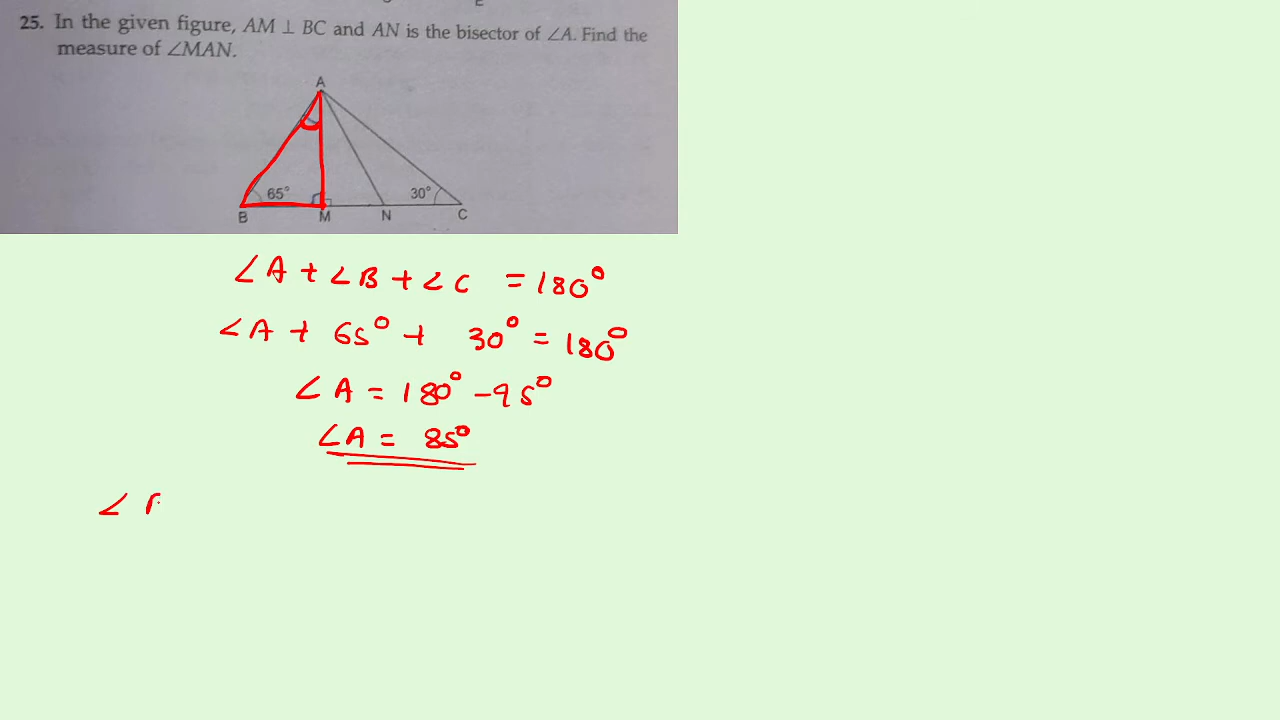 25. In the given figure, AM ⊥ BC and AN is the bisector of ∠A. Find the
measure of ∠MAN.
A
65°
30°
B
M
N
C
∠A + ∠B + ∠C = 180°
∠A + 65° + 30° = 180°
∠A = 180° - 95°
∠A = 85°
∠